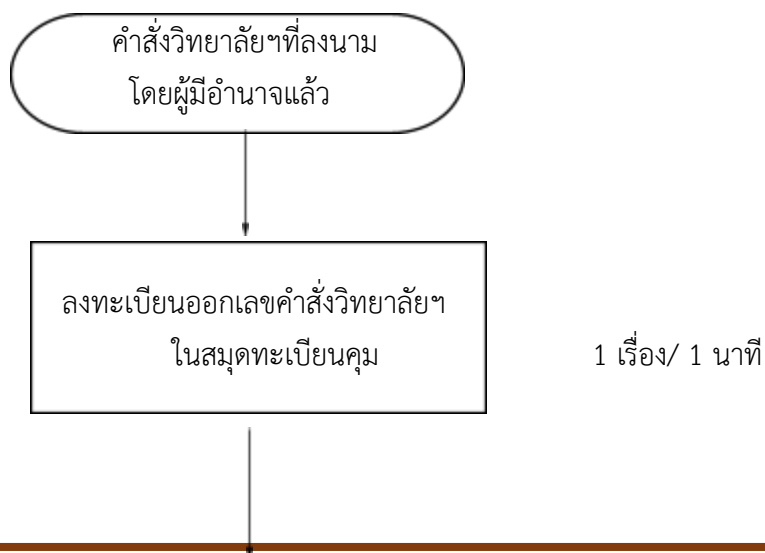 คำสั่งวิทยาลัยฯที่ลงนาม
โดยผู้มีอำนาจแล้ว
ลงทะเบียนออกเลขคำสั่งวิทยาลัยฯ
ในสมุดทะเบียนคุม
1 เรื่อง/ 1 นาที